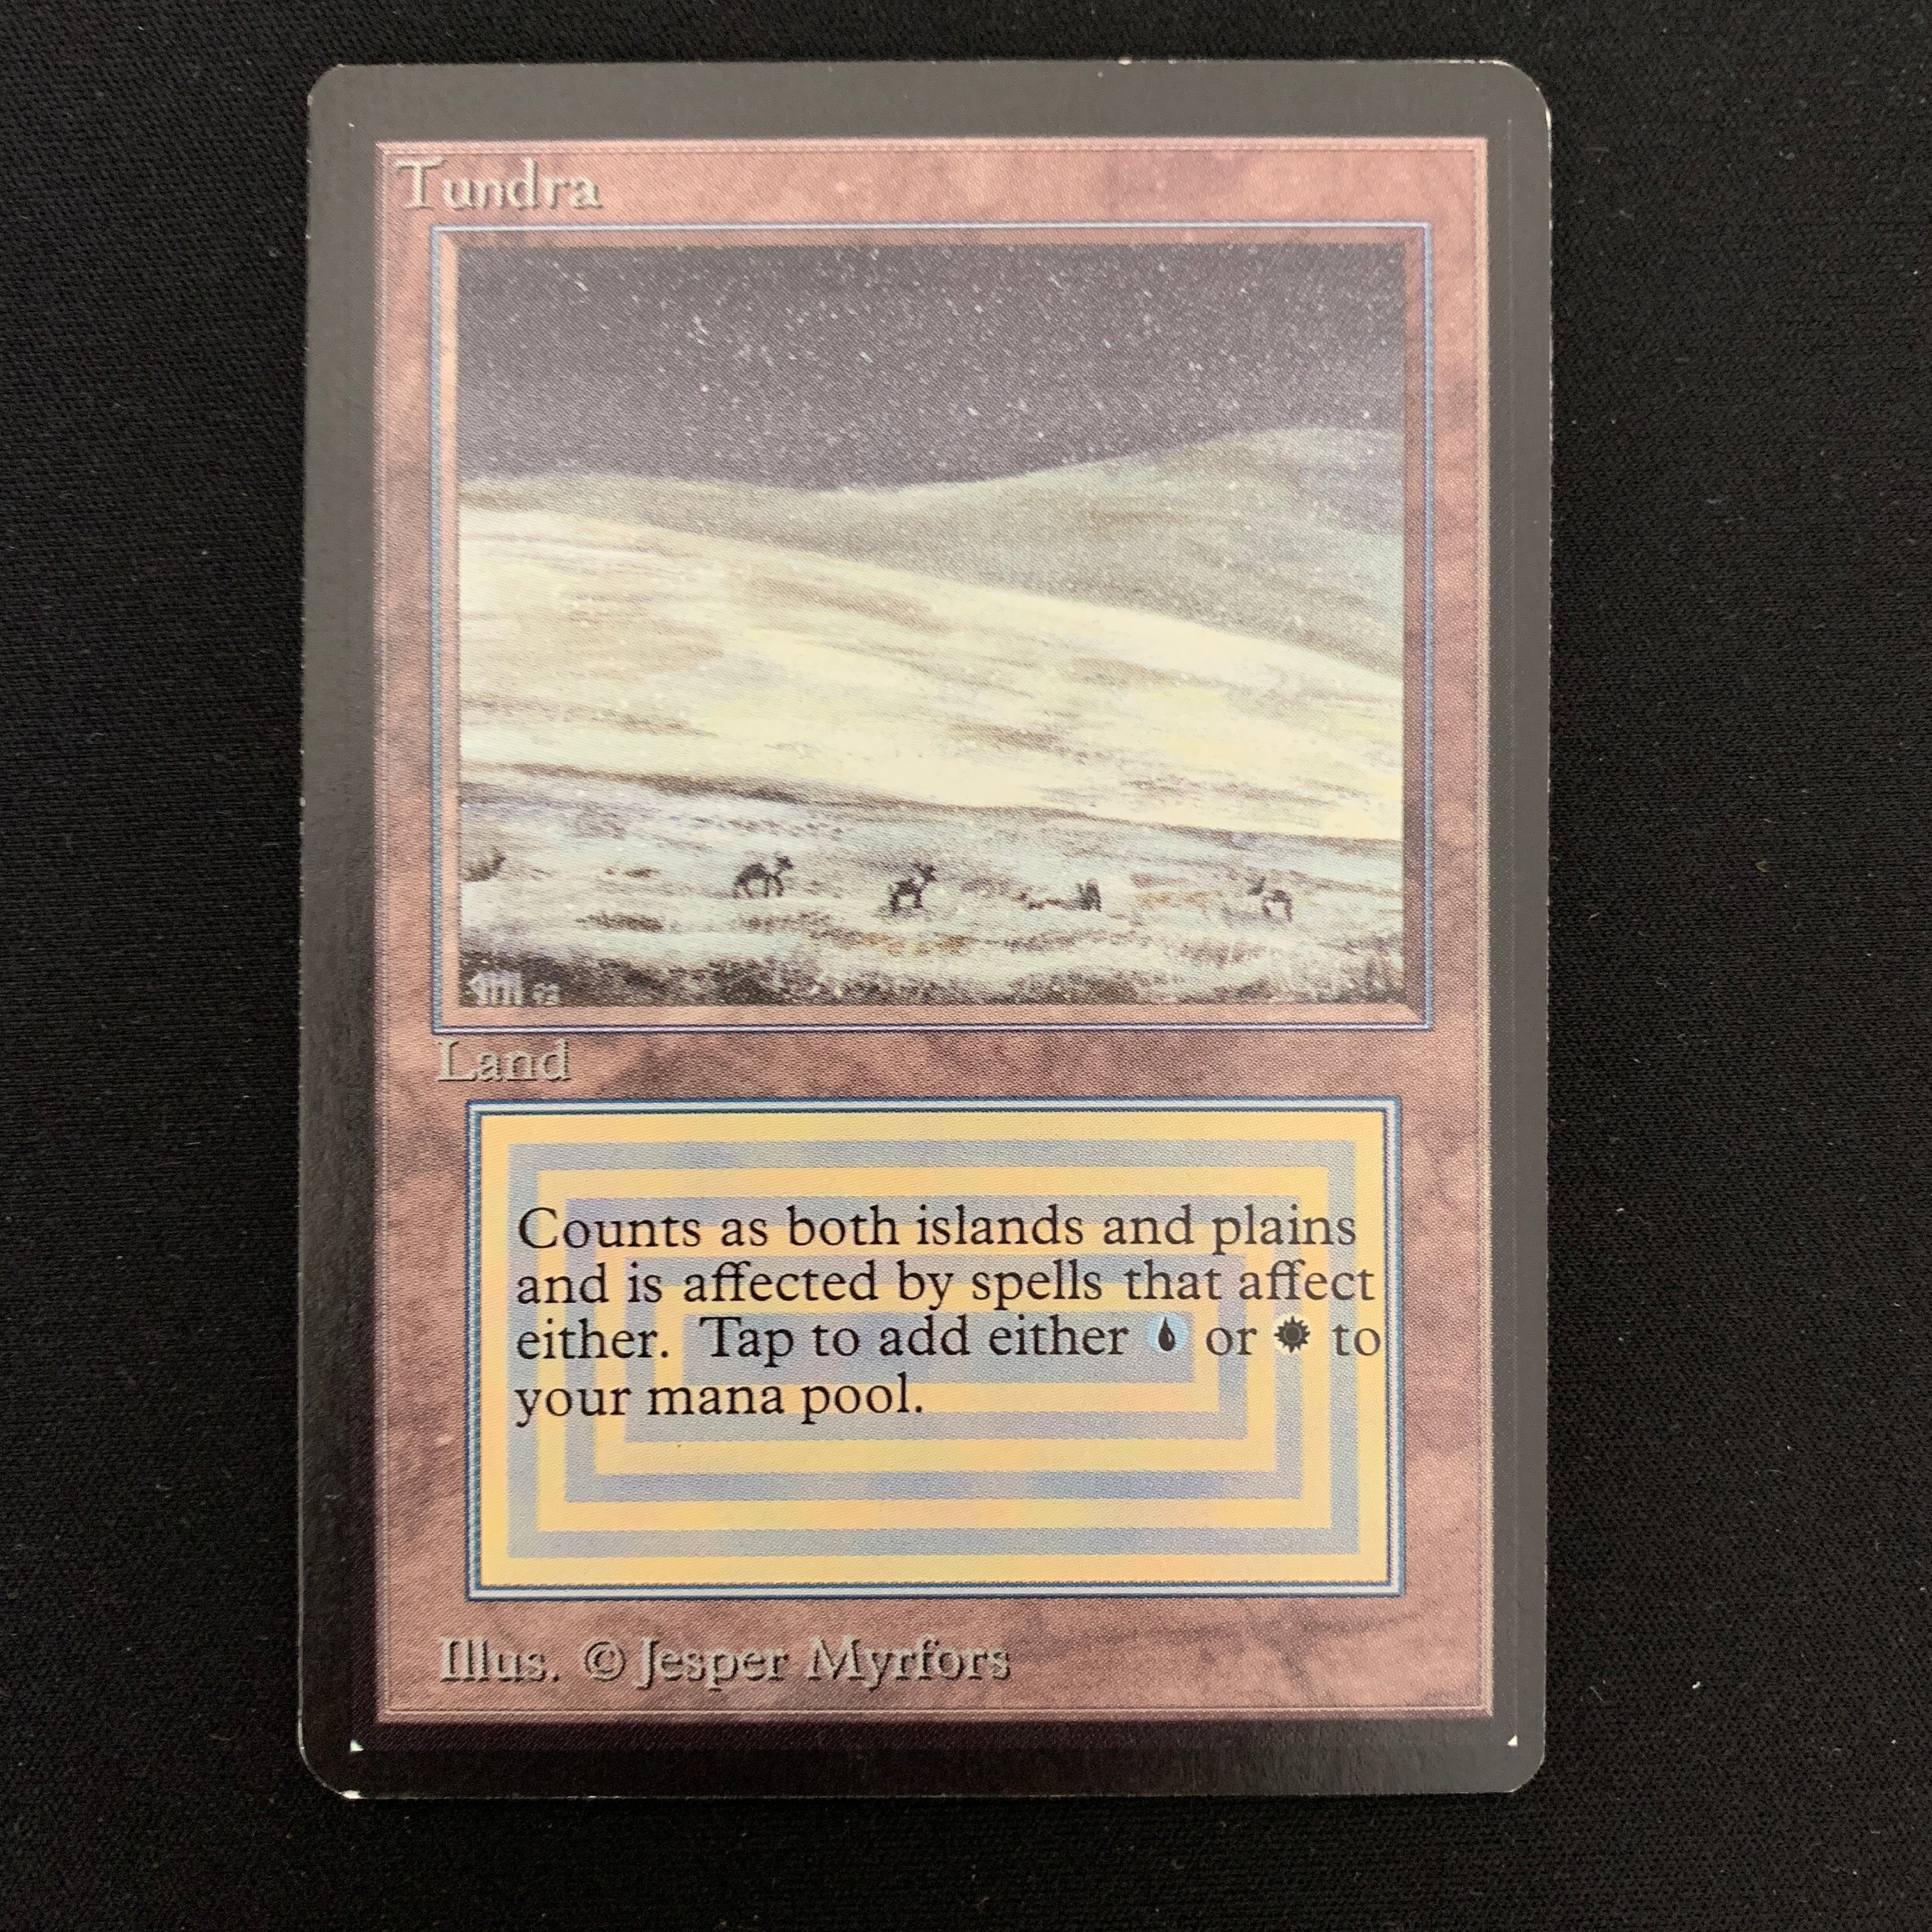 Tundra
Land
Counts as both islands and plains
and is affected by spells that affect
either. Tap to add either or to
your mana pool.
Illus. © Jesper Myrfors